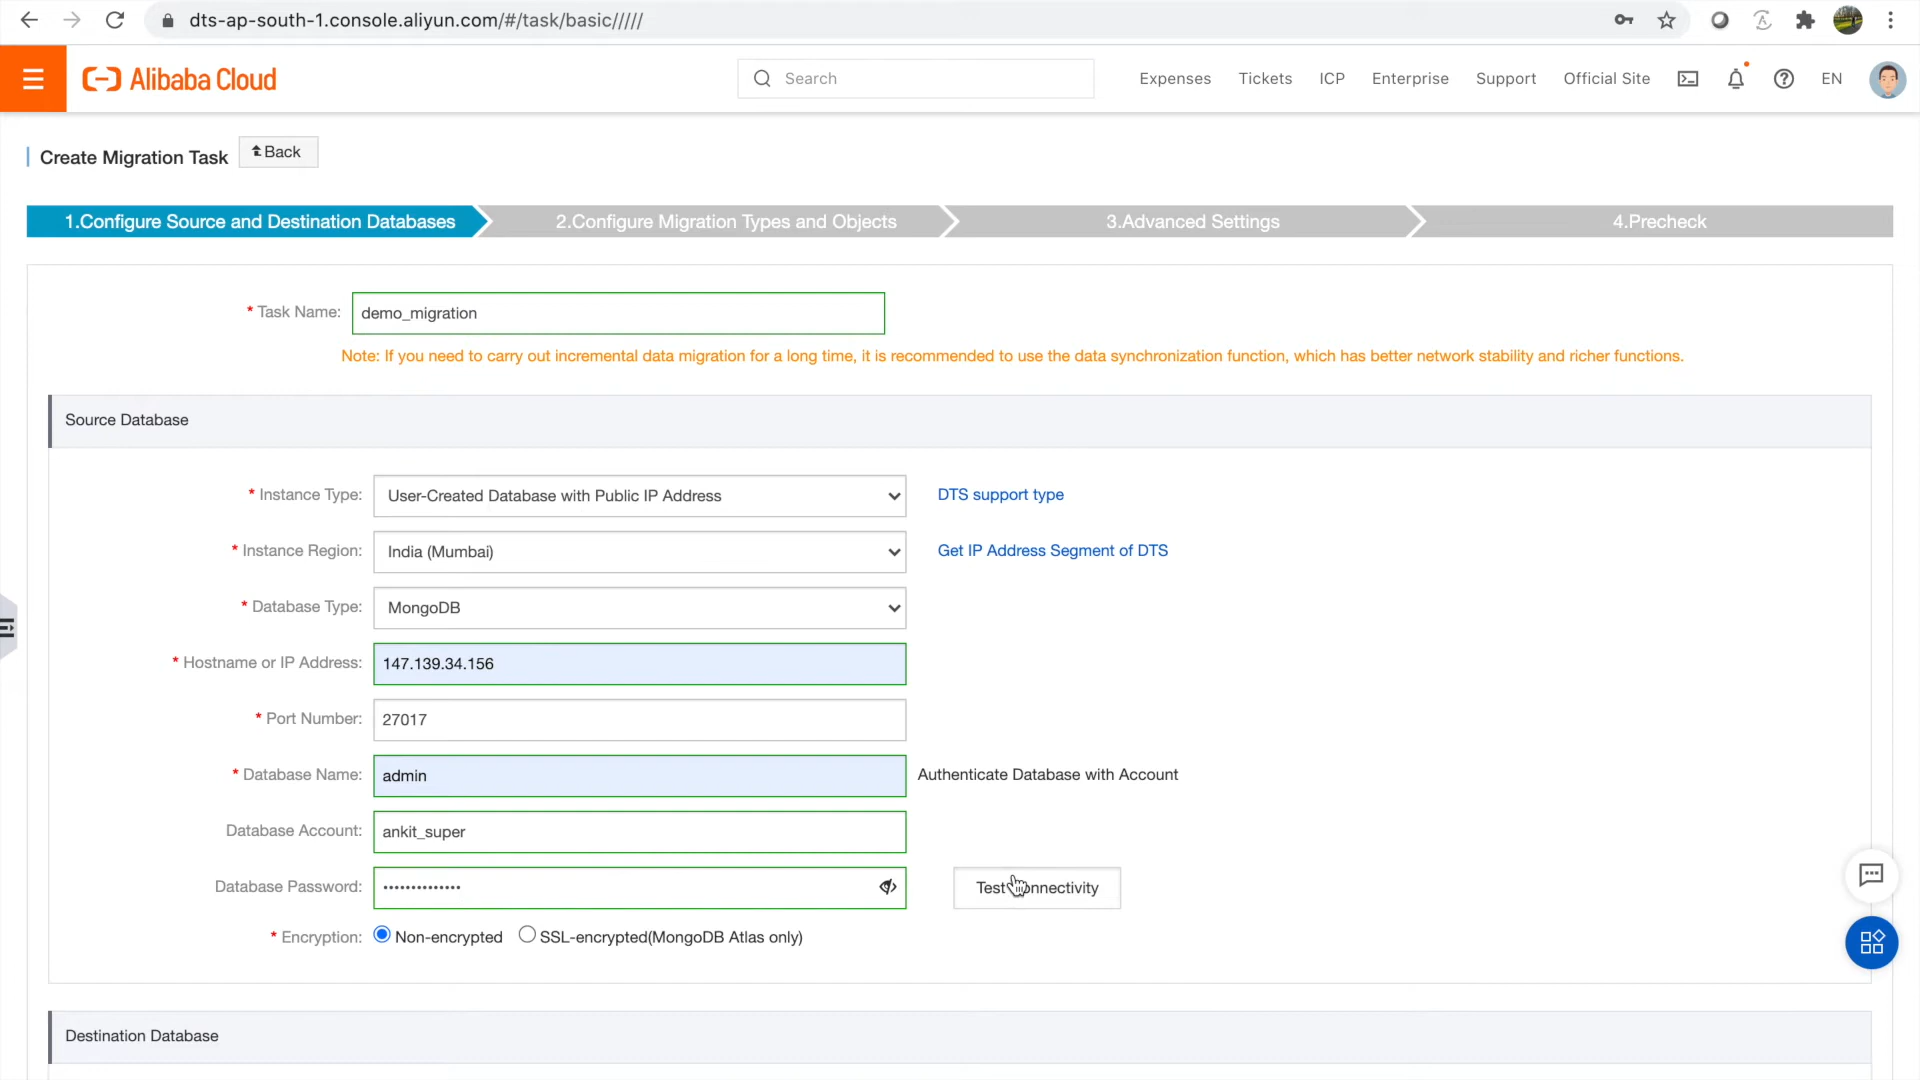 dts-ap-south-1.console.aliyun.com/#/task/basic/////
Alibaba Cloud
Search
Expenses Tickets ICP Enterprise Support Official Site EN
Create Migration Task Back
1.Configure Source and Destination Databases 2.Configure Migration Types and Objects 3.Advanced Settings 4.Precheck
* Task Name: demo_migration
Note: If you need to carry out incremental data migration for a long time, it is recommended to use the data synchronization function, which has better network stability and richer functions.
Source Database
* Instance Type: User-Created Database with Public IP Address DTS support type
* Instance Region: India (Mumbai) Get IP Address Segment of DTS
* Database Type: MongoDB
* Hostname or IP Address: 147.139.34.156
* Port Number: 27017
* Database Name: admin Authenticate Database with Account
Database Account: ankit_super
Database Password: •••••••••••••• Test Connectivity
* Encryption: Non-encrypted SSL-encrypted(MongoDB Atlas only)
Destination Database